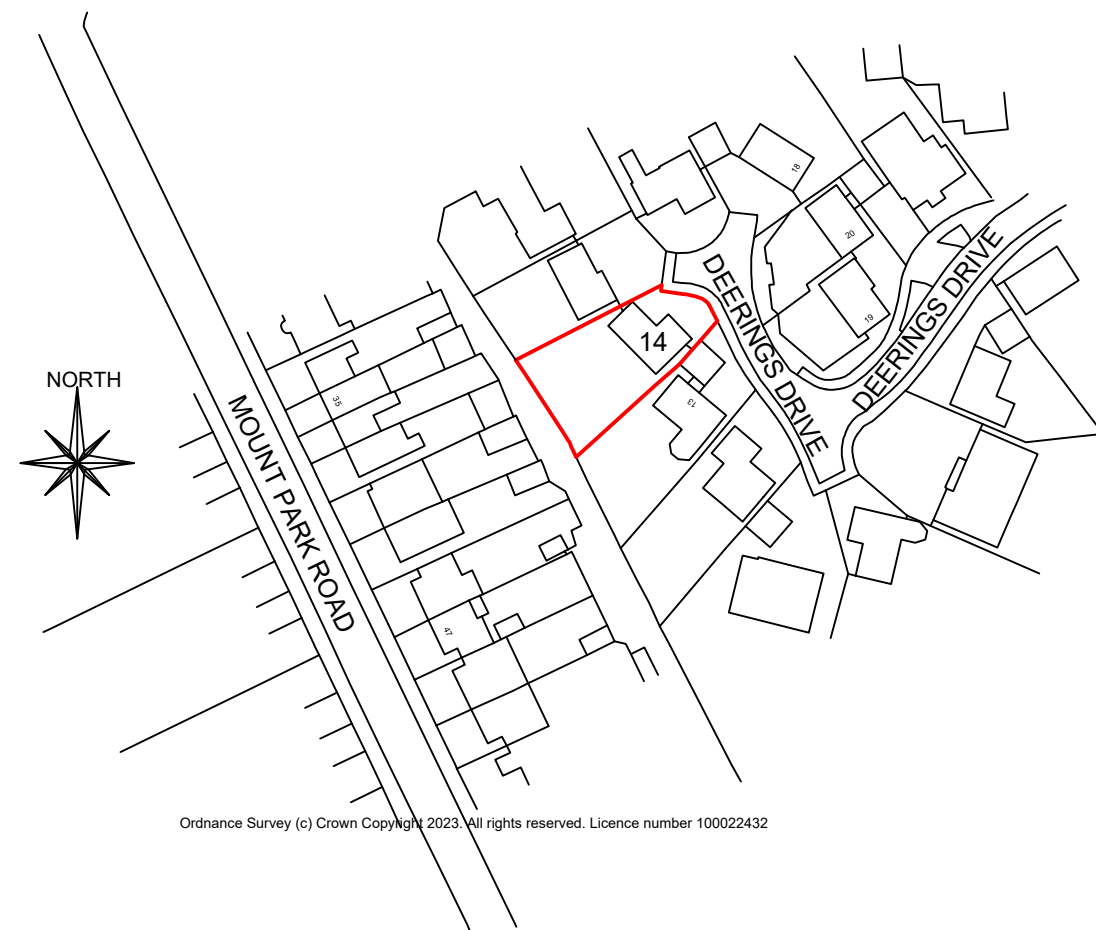 18
20
DEERINGS DRIVE
DEERINGS DRIVE
19
14
NORTH
35
13
MOUNT PARK ROAD
47
Ordnance Survey (c) Crown Copyright 2023. All rights reserved. Licence number 100022432